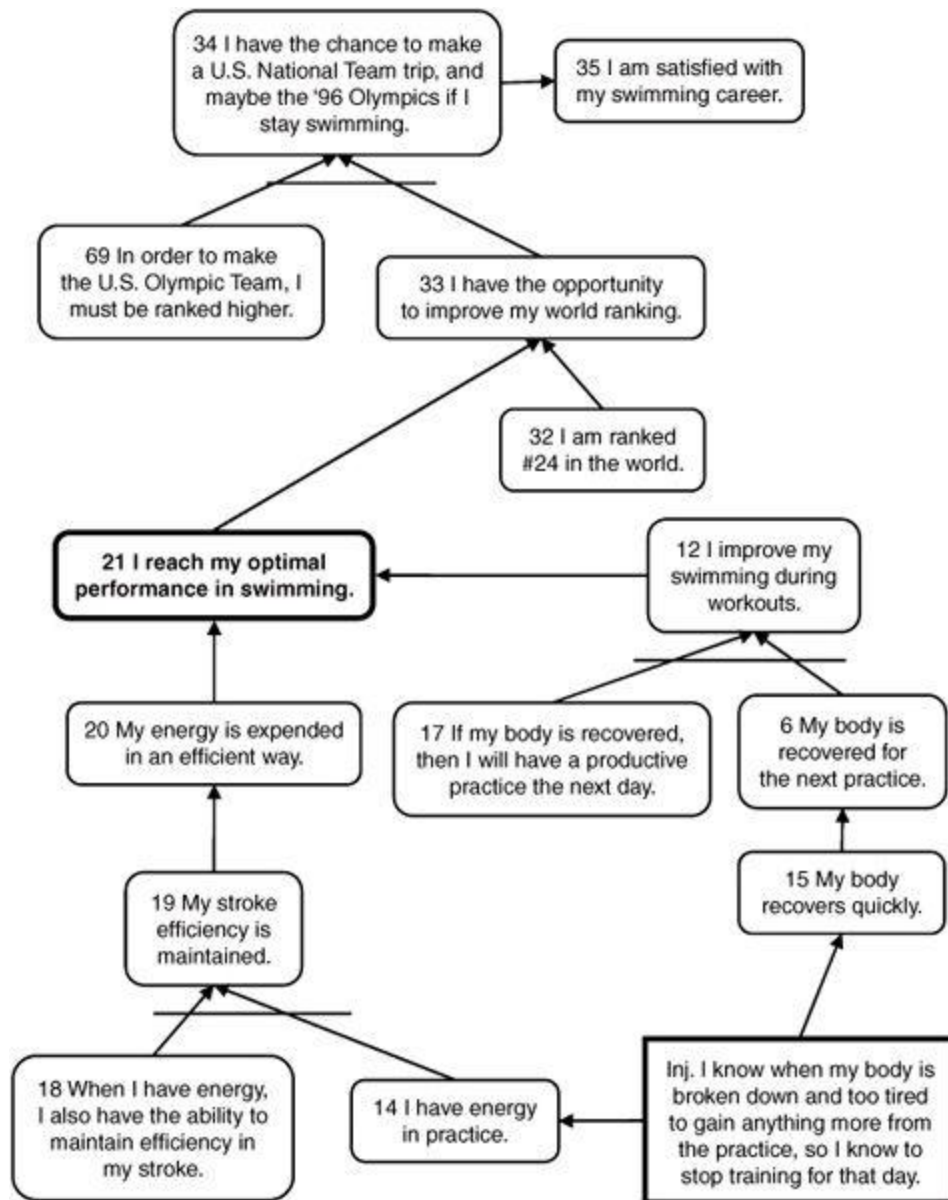 34 I have the chance to make
a U.S. National Team trip, and
maybe the '96 Olympics if I
stay swimming.
35 I am satisfied with
my swimming career.
69 In order to make
the U.S. Olympic Team, I
must be ranked higher.
33 I have the opportunity
to improve my world ranking.
32 I am ranked
#24 in the world.
21 I reach my optimal
performance in swimming.
12 I improve my
swimming during
workouts.
20 My energy is expended
in an efficient way.
17 If my body is recovered,
then I will have a productive
practice the next day.
6 My body is
recovered for
the next practice.
19 My stroke
efficiency is
maintained.
15 My body
recovers quickly.
18 When I have energy,
I also have the ability to
maintain efficiency in
my stroke.
14 I have energy
in practice.
Inj. I know when my body is
broken down and too tired
to gain anything more from
the practice, so I know to
stop training for that day.